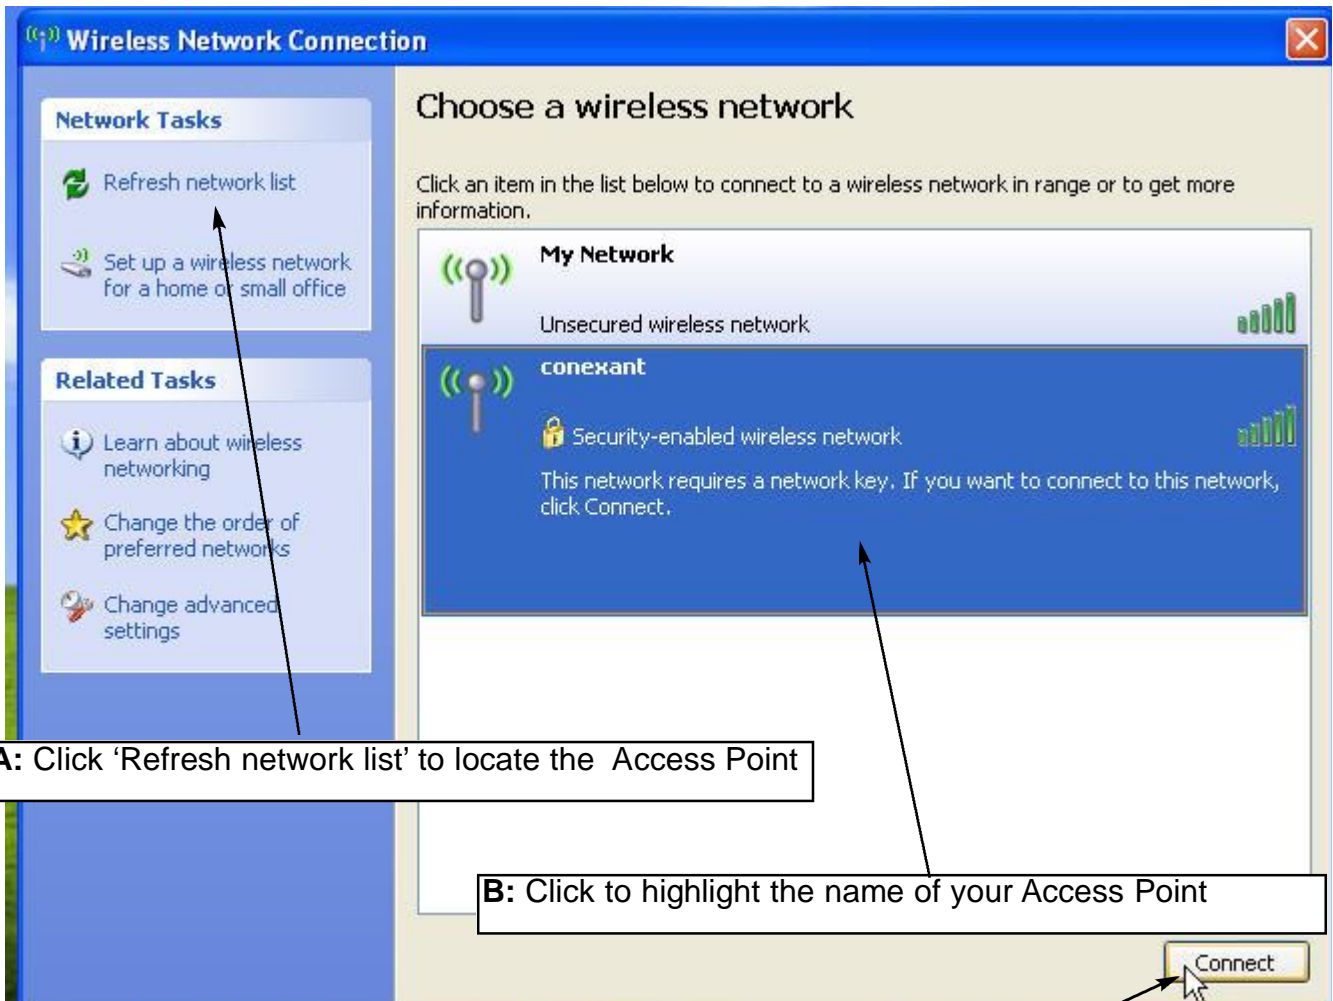 Wireless Network Connection
Network Tasks
Refresh network list
Set up a wireless network
for a home or small office
Related Tasks
Learn about wireless
networking
Change the order of
preferred networks
Change advanced
settings
Choose a wireless network
Click an item in the list below to connect to a wireless network in range or to get more
information.
My Network
Unsecured wireless network
conexant
Security-enabled wireless network
This network requires a network key. If you want to connect to this network,
click Connect.
A: Click ‘Refresh network list’ to locate the Access Point
B: Click to highlight the name of your Access Point
Connect